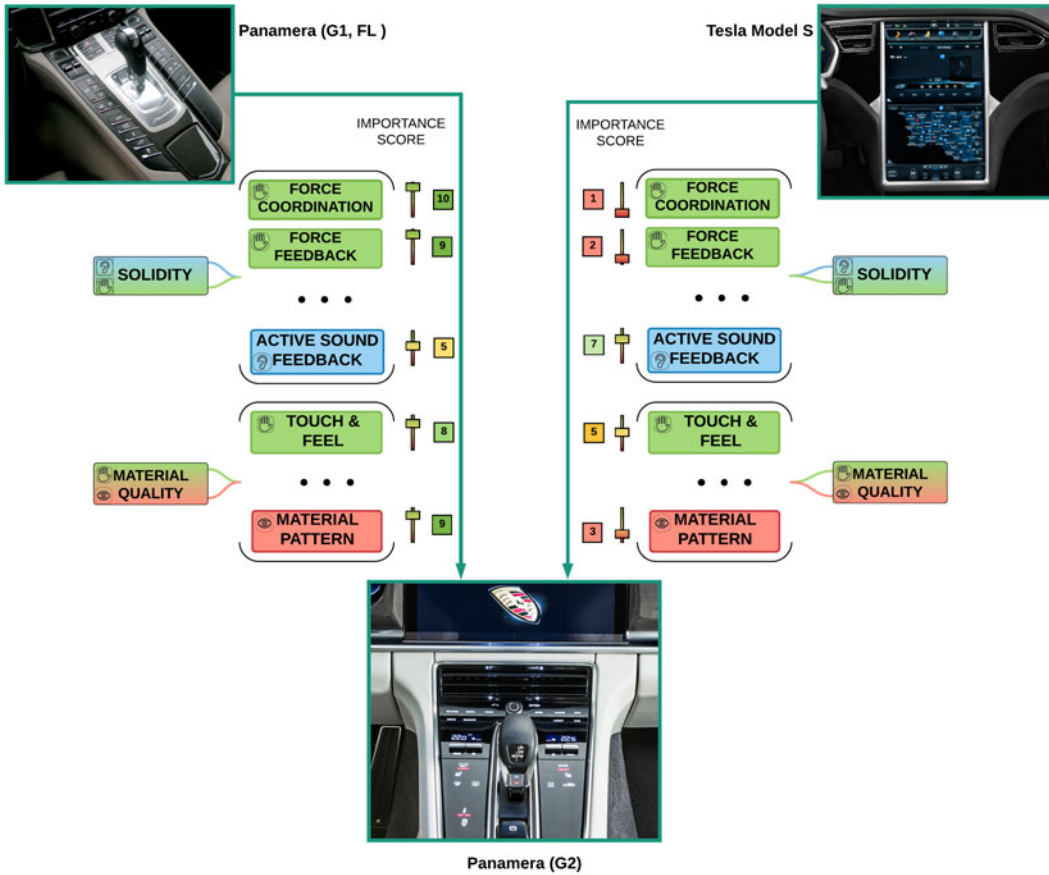 Panamera (G1, FL )
Tesla Model S
IMPORTANCE
SCORE
IMPORTANCE
SCORE
FORCE
COORDINATION
10
1
FORCE
COORDINATION
FORCE
FEEDBACK
9
2
FORCE
FEEDBACK
SOLIDITY
SOLIDITY
ACTIVE SOUND
FEEDBACK
5
7
ACTIVE SOUND
FEEDBACK
TOUCH &
FEEL
8
5
TOUCH &
FEEL
MATERIAL
QUALITY
MATERIAL
QUALITY
MATERIAL
PATTERN
9
3
MATERIAL
PATTERN
Panamera (G2)